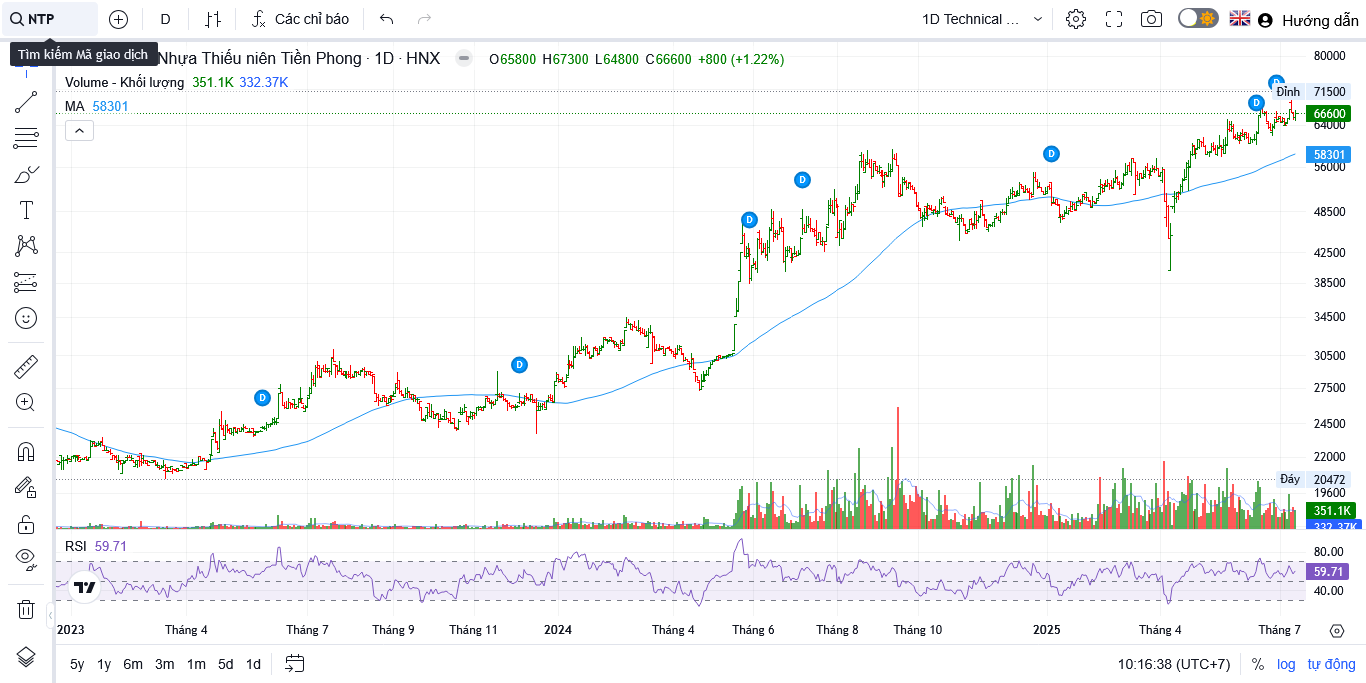 NTP
D
Các chỉ báo
1D Technical ...
Hướng dẫn
Tìm kiếm Mã giao dịch
Nhựa Thiếu niên Tiền Phong · 1D · HNX
O65800 H67300 L64800 C66600 +800 (+1.22%)
Volume - Khối lượng 351.1K 332.37K
MA 58301
80000
Đỉnh 71500
66600
64000
58301
56000
48500
42500
38500
34500
30500
27500
24500
22000
Đáy 20472
19600
351.1K
332.37K
D
D
D
D
D
D
D
RSI 59.71
80.00
59.71
40.00
2023 Tháng 4 Tháng 7 Tháng 9 Tháng 11 2024 Tháng 4 Tháng 6 Tháng 8 Tháng 10 2025 Tháng 4 Tháng 7
5y 1y 6m 3m 1m 5d 1d
10:16:38 (UTC+7) % log tự động